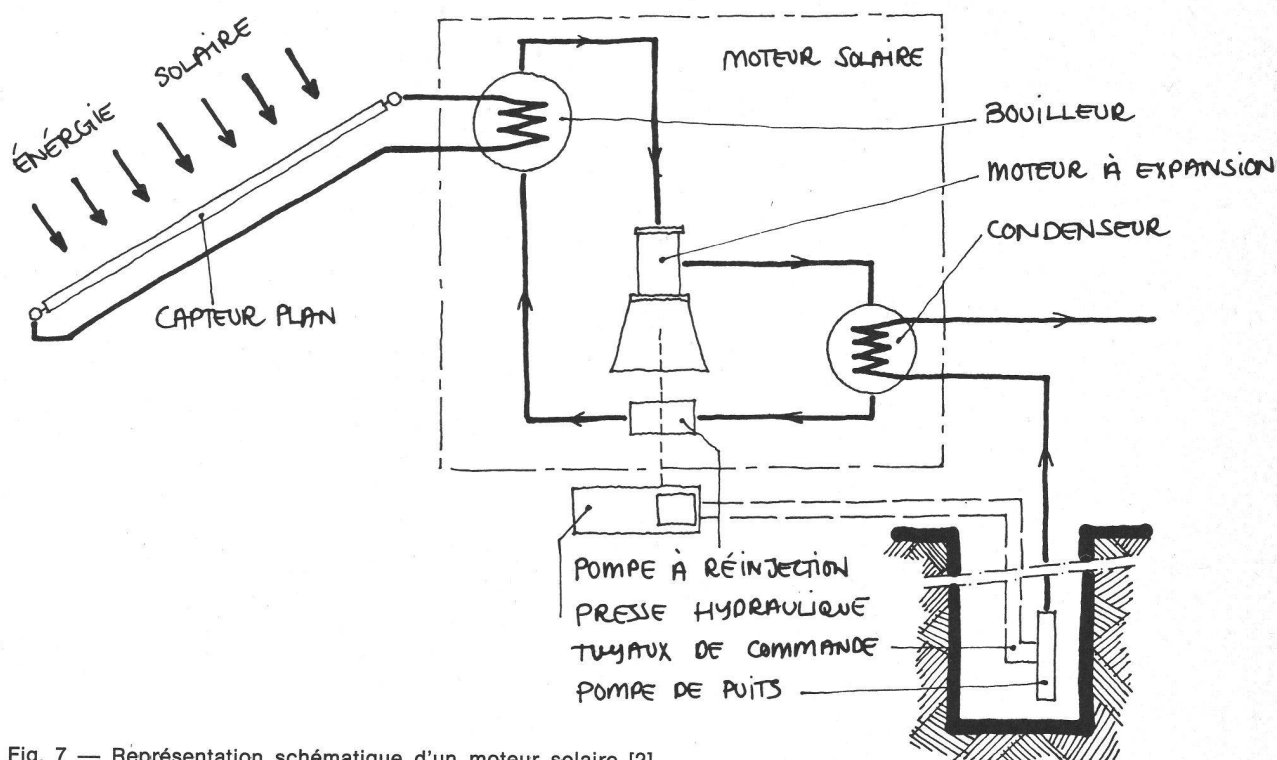 ÉNÉRGIE SOLAIRE
MOTEUR SOLAIRE
BOUILLEUR
MOTEUR À EXPANSION
CONDENSEUR
CAPTEUR PLAN
POMPE À RÉINJECTION
PRESSE HYDRAULIQUE
TUYAUX DE COMMANDE
POMPE DE PUITS
Fig. 7 — Représentation schématique d'un moteur solaire [2]